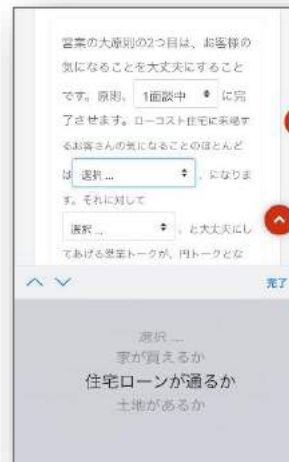 営業の大原則の2つ目は、お客様の
気になることを大丈夫にすること
です。原則、 1面談中 に完
了させます。ローコスト住宅に来場す
るお客さんの気になることのほとんど
は 選択 ... 、になりま
す。それに対して
選択 ... 、と大丈夫にし
てあげる営業トークが、円トークとな
完了
選択 ...
家が買えるか
住宅ローンが通るか
土地があるか